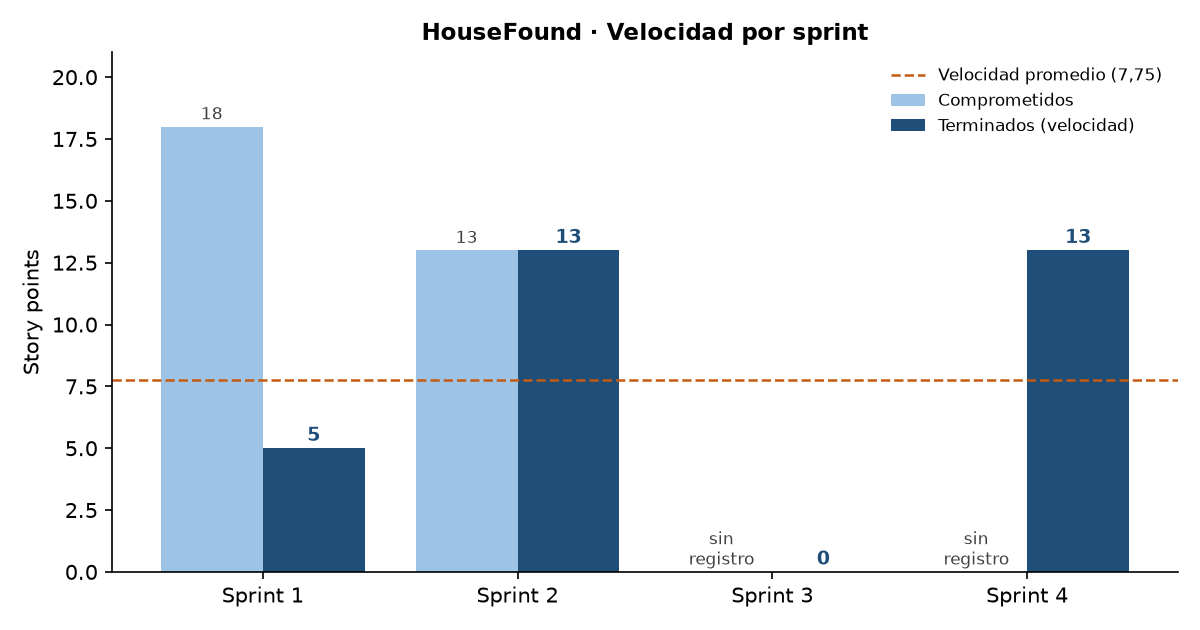 HouseFound · Velocidad por sprint
Velocidad promedio (7,75)
Comprometidos
Terminados (velocidad)
Story points
20.0
17.5
15.0
12.5
10.0
7.5
5.0
2.5
0.0
18
5
13
13
sin
registro
0
sin
registro
13
Sprint 1
Sprint 2
Sprint 3
Sprint 4